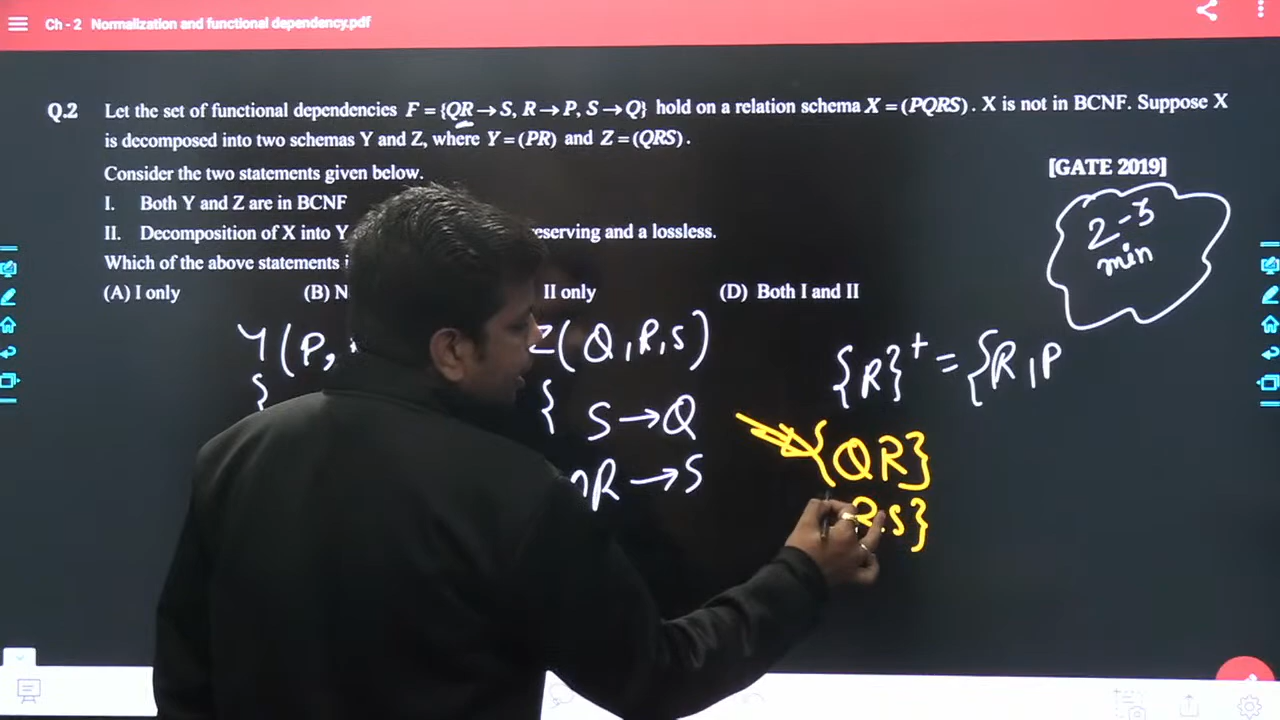 Ch - 2 Normalization and functional dependency.pdf
Q.2 Let the set of functional dependencies F = {QR → S, R → P, S → Q} hold on a relation schema X = (PQRS). X is not in BCNF. Suppose X
is decomposed into two schemas Y and Z, where Y = (PR) and Z = (QRS).
Consider the two statements given below.
[GATE 2019]
I. Both Y and Z are in BCNF
II. Decomposition of X into Y
eserving and a lossless.
Which of the above statements i
(A) I only (B) N II only (D) Both I and II
2-5
min
Y(P, Z(Q,R,S)
{R}+ = {R,P
{ { S → Q
{QR}
R → S
R,S}